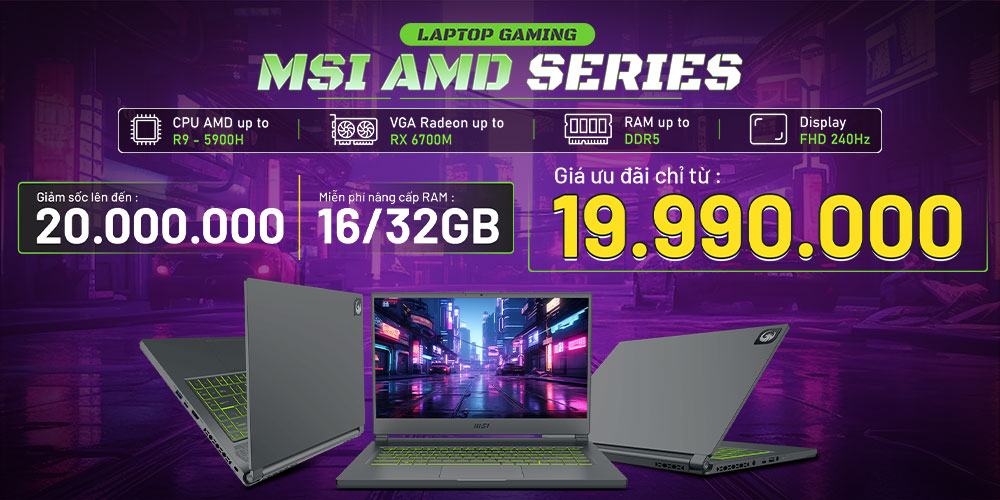 LAPTOP GAMING
MSI AMD SERIES
CPU AMD up to
R9 - 5900H
VGA Radeon up to
RX 6700M
RAM up to
DDR5
Display
FHD 240Hz
Giảm sốc lên đến :
20.000.000
Miễn phí nâng cấp RAM :
16/32GB
Giá ưu đãi chỉ từ :
19.990.000
msi